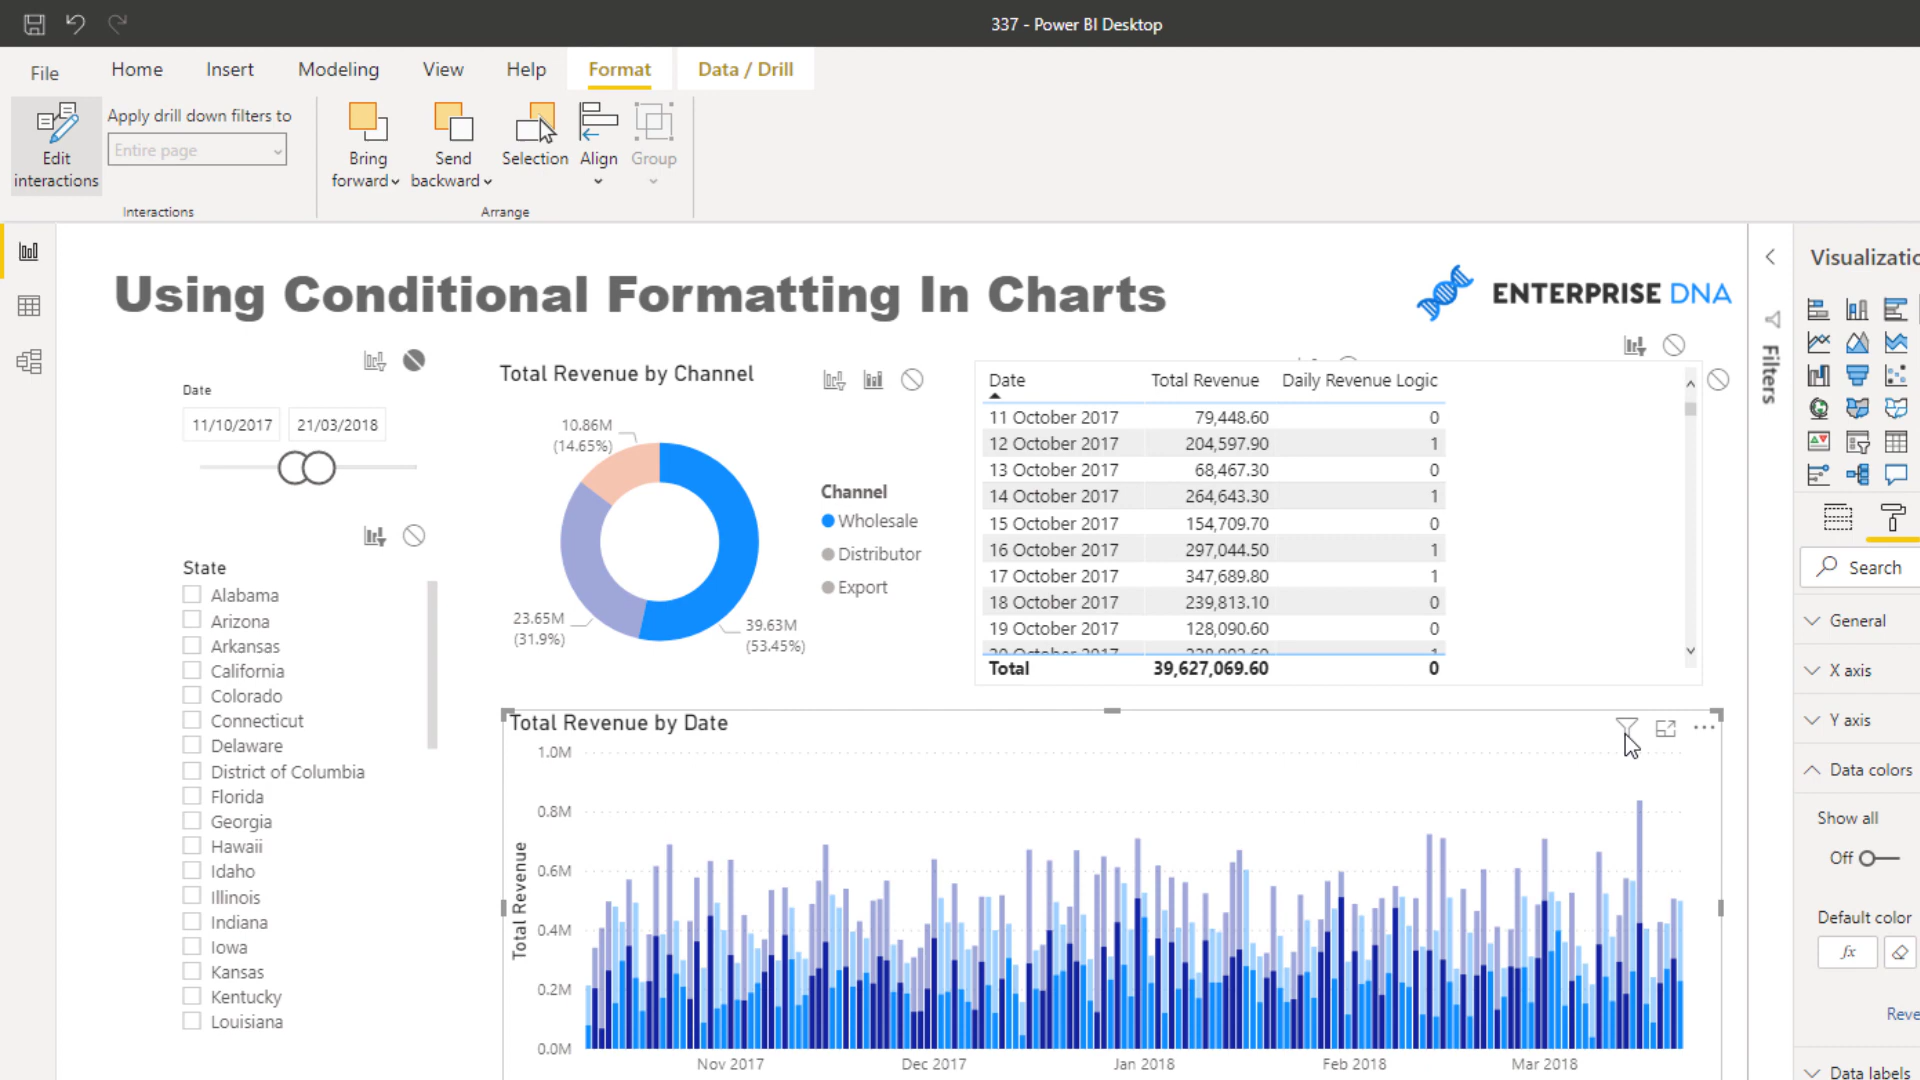 337 - Power BI Desktop
File
Home
Insert
Modeling
View
Help
Format
Data / Drill
Edit
interactions
Apply drill down filters to
Entire page
Interactions
Bring
forward
Send
backward
Selection
Align
Group
Arrange
Using Conditional Formatting In Charts
ENTERPRISE DNA
Date
11/10/2017
21/03/2018
State
Alabama
Arizona
Arkansas
California
Colorado
Connecticut
Delaware
District of Columbia
Florida
Georgia
Hawaii
Idaho
Illinois
Indiana
Iowa
Kansas
Kentucky
Louisiana
Total Revenue by Channel
10.86M
(14.65%)
23.65M
(31.9%)
39.63M
(53.45%)
Channel
Wholesale
Distributor
Export
Date Total Revenue Daily Revenue Logic
11 October 2017 79,448.60 0
12 October 2017 204,597.90 1
13 October 2017 68,467.30 0
14 October 2017 264,643.30 1
15 October 2017 154,709.70 0
16 October 2017 297,044.50 1
17 October 2017 347,689.80 1
18 October 2017 239,813.10 0
19 October 2017 128,090.60 0
Total 39,627,069.60 0
Total Revenue by Date
Total Revenue
1.0M
0.8M
0.6M
0.4M
0.2M
0.0M
Nov 2017
Dec 2017
Jan 2018
Feb 2018
Mar 2018
Filters
Visualizatio
Search
General
X axis
Y axis
Data colors
Show all
Off
Default color
fx
Reve
Data labels